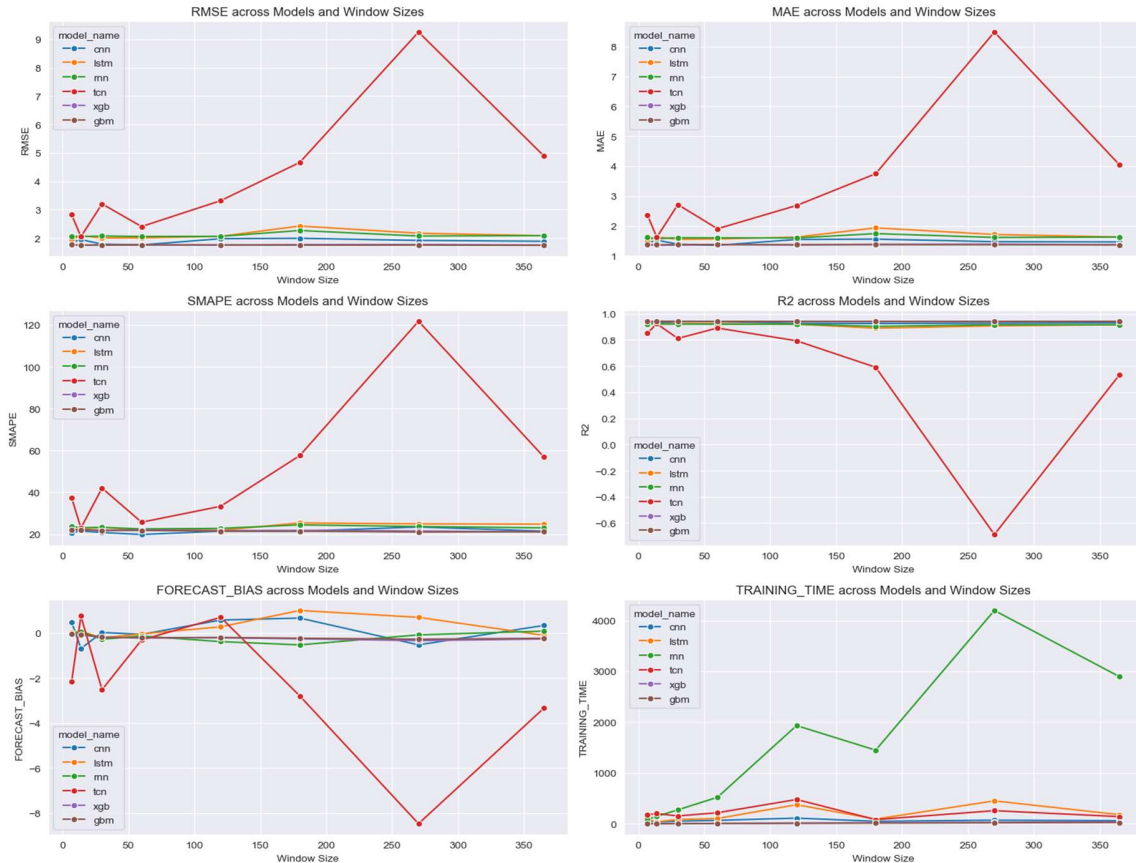 RMSE across Models and Window Sizes
model_name
cnn
lstm
rnn
tcn
xgb
gbm
RMSE
9
8
7
6
5
4
3
2
0
50
100
150
200
250
300
350
Window Size
MAE across Models and Window Sizes
model_name
cnn
lstm
rnn
tcn
xgb
gbm
MAE
8
7
6
5
4
3
2
1
0
50
100
150
200
250
300
350
Window Size
SMAPE across Models and Window Sizes
model_name
cnn
lstm
rnn
tcn
xgb
gbm
SMAPE
120
100
80
60
40
20
0
50
100
150
200
250
300
350
Window Size
R2 across Models and Window Sizes
model_name
cnn
lstm
rnn
tcn
xgb
gbm
R2
1.0
0.8
0.6
0.4
0.2
0.0
−0.2
−0.4
−0.6
0
50
100
150
200
250
300
350
Window Size
FORECAST_BIAS across Models and Window Sizes
model_name
cnn
lstm
rnn
tcn
xgb
gbm
FORECAST_BIAS
0
−2
−4
−6
−8
0
50
100
150
200
250
300
350
Window Size
TRAINING_TIME across Models and Window Sizes
model_name
cnn
lstm
rnn
tcn
xgb
gbm
TRAINING_TIME
4000
3000
2000
1000
0
0
50
100
150
200
250
300
350
Window Size